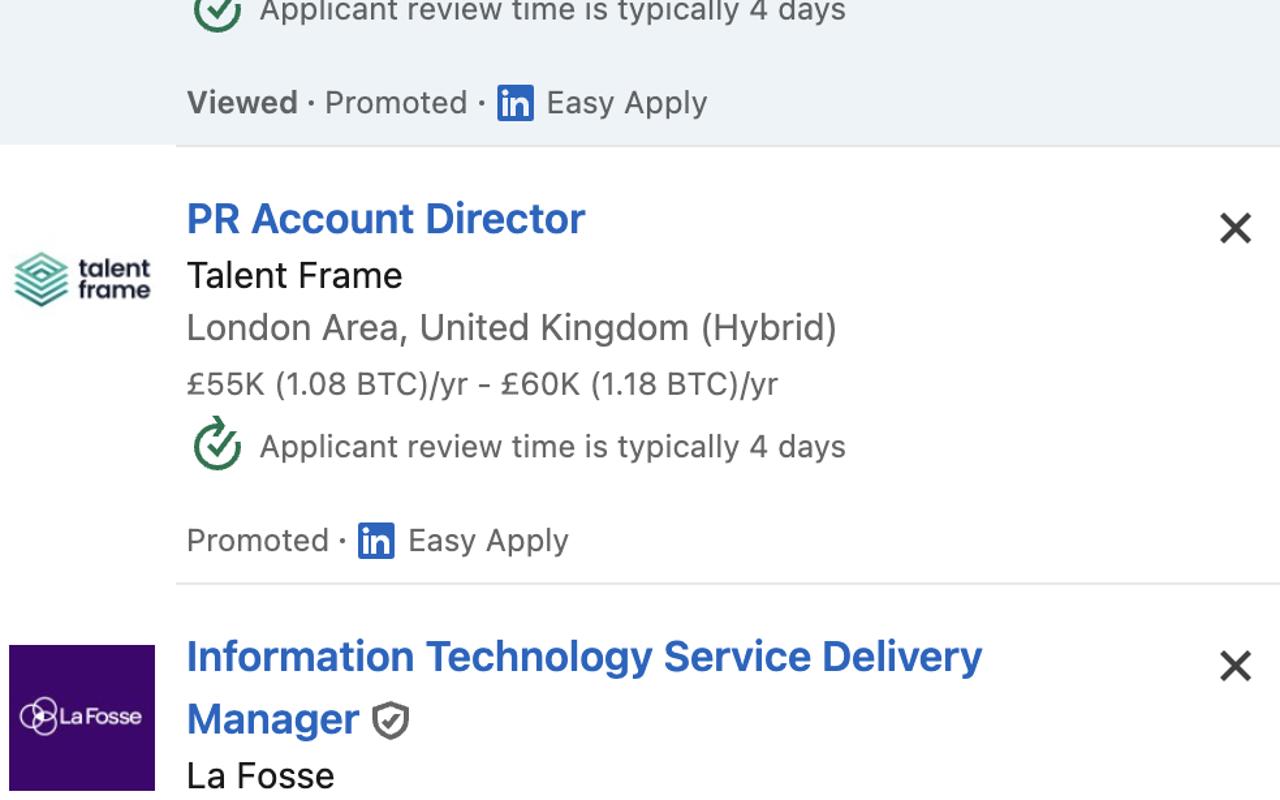 Applicant review time is typically 4 days
Viewed · Promoted · in Easy Apply
PR Account Director
talent
frame
Talent Frame
London Area, United Kingdom (Hybrid)
£55K (1.08 BTC)/yr - £60K (1.18 BTC)/yr
Applicant review time is typically 4 days
Promoted · in Easy Apply
Information Technology Service Delivery
Manager
La Fosse
La Fosse